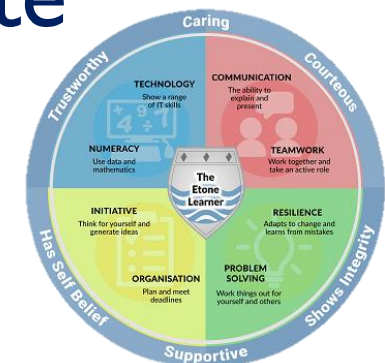 te
Caring
Courteous
Shows Integrity
Supportive
Has Self Belief
Trustworthy
TECHNOLOGY
Show a range
of IT skills
NUMERACY
Use data and
mathematics
COMMUNICATION
The ability to
explain and
present
TEAMWORK
Work together and
take an active role
The
Etone
Learner
INITIATIVE
Think for yourself and
generate ideas
ORGANISATION
Plan and meet
deadlines
RESILIENCE
Adapts to change and
learns from mistakes
PROBLEM
SOLVING
Work things out for
yourself and others